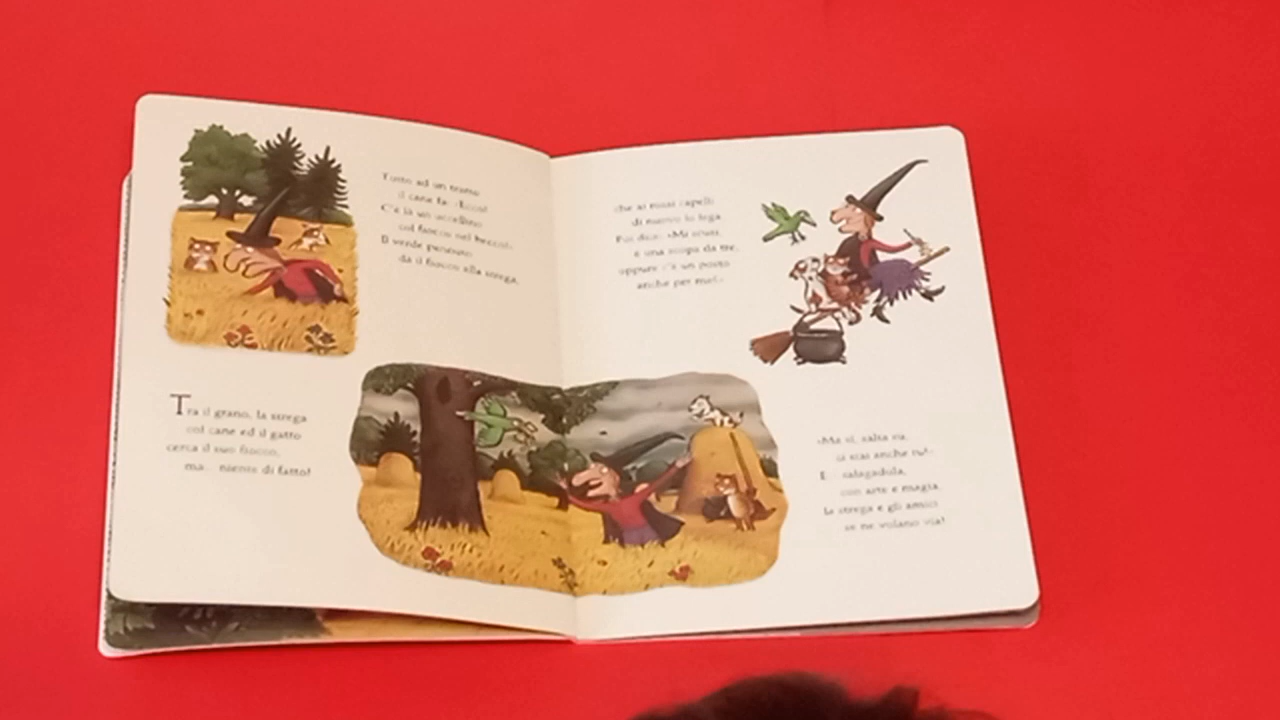 Tra il grano, la strega
col cane ed il gatto
cerca il suo fiocco,
ma... niente di fatto!
Tutto ad un tratto
il cane fa: «Ecco!
C'è là un uccellino
col fiocco nel becco!».
Il verde pennuto
dà il fiocco alla strega,
che ai rossi capelli
di nuovo lo lega.
Poi dice: «Mi scusi,
è una scopa da tre,
oppure c'è un posto
anche per me?».
«Ma sì, salta su,
ci stai anche tu!».
E... salagadula,
con arte e magia,
la strega e gli amici
se ne volano via!